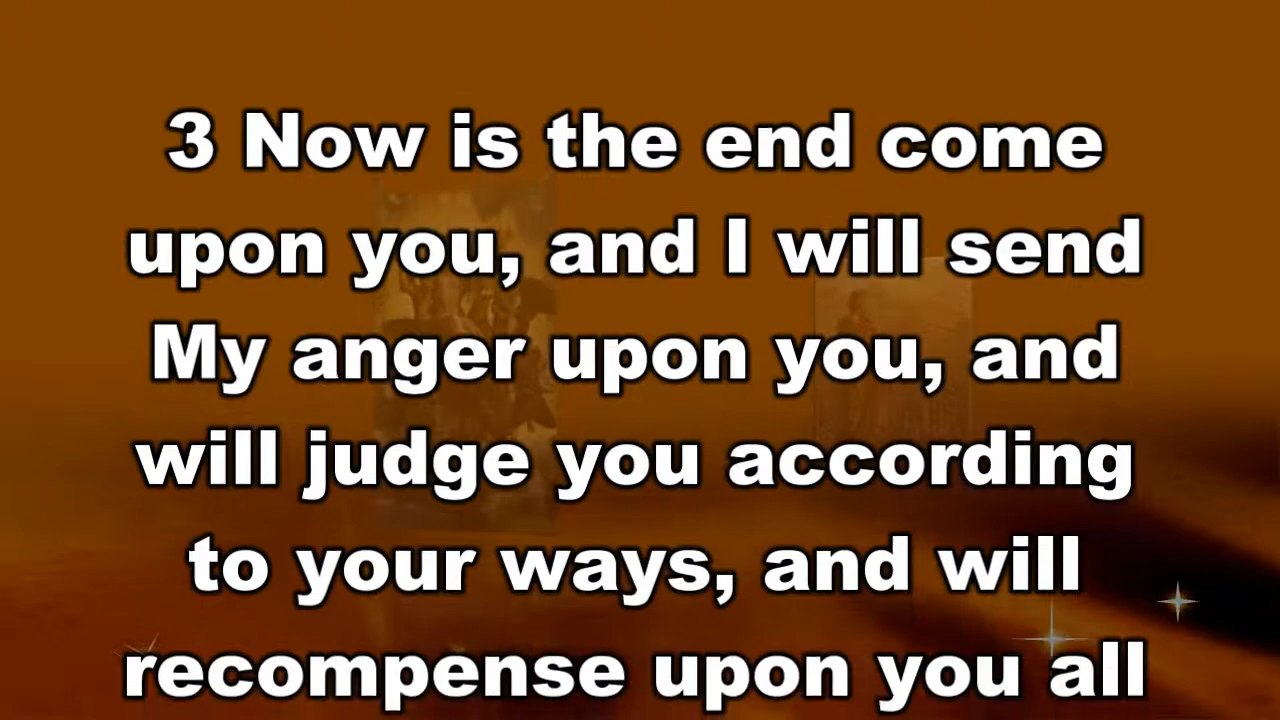 3 Now is the end come
upon you, and I will send
My anger upon you, and
will judge you according
to your ways, and will
recompense upon you all